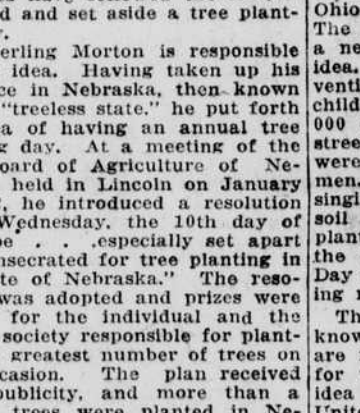 d and set aside a tree plant-
y.
erling Morton is responsible
idea. Having taken up his
ce in Nebraska, then known
"treeless state." he put forth
a of having an annual tree
g day. At a meeting of the
oard of Agriculture of Ne-
held in Lincoln on January
, he introduced a resolution
Wednesday, the 10th day of
be . . .especially set apart
nsecrated for tree planting in
te of Nebraska." The reso-
was adopted and prizes were
for the individual and the
society responsible for plant-
greatest number of trees on
casion. The plan received
publicity, and more than a
trees were planted in Ne-
Ohio
The
a ne
idea.
venti
child
000
stree
were
men.
singl
soil
plant
the
Day
ing
Th
know
are
for
idea